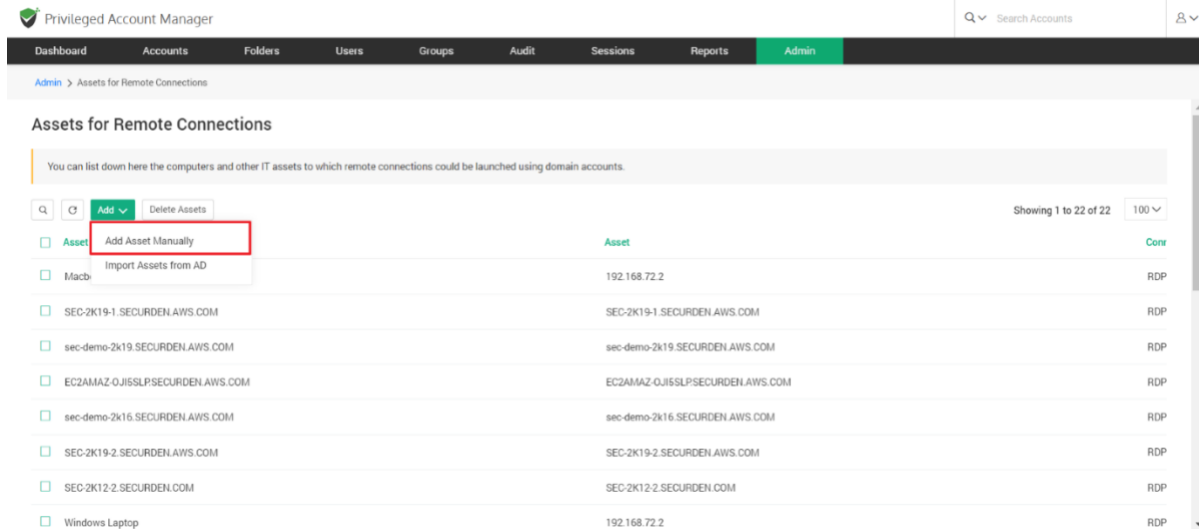 Privileged Account Manager
Search Accounts
Dashboard Accounts Folders Users Groups Audit Sessions Reports Admin
Admin > Assets for Remote Connections
Assets for Remote Connections
You can list down here the computers and other IT assets to which remote connections could be launched using domain accounts.
Add Delete Assets Showing 1 to 22 of 22 100
Add Asset Manually
Asset Asset Conn
Import Assets from AD
Macb 192.168.72.2 RDP
SEC-2K19-1.SECURDEN.AWS.COM SEC-2K19-1.SECURDEN.AWS.COM RDP
sec-demo-2k19.SECURDEN.AWS.COM sec-demo-2k19.SECURDEN.AWS.COM RDP
EC2AMAZ-OJI5SLP.SECURDEN.AWS.COM EC2AMAZ-OJI5SLP.SECURDEN.AWS.COM RDP
sec-demo-2k16.SECURDEN.AWS.COM sec-demo-2k16.SECURDEN.AWS.COM RDP
SEC-2K19-2.SECURDEN.AWS.COM SEC-2K19-2.SECURDEN.AWS.COM RDP
SEC-2K12-2.SECURDEN.COM SEC-2K12-2.SECURDEN.COM RDP
Windows Laptop 192.168.72.2 RDP